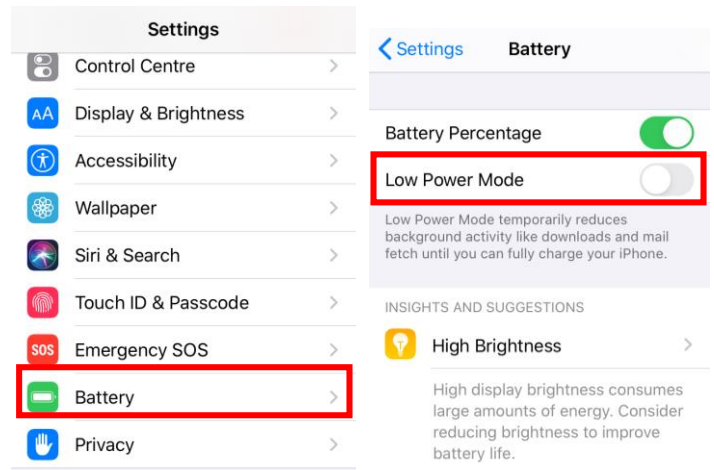 Settings
Control Centre
AA Display & Brightness
Accessibility
Wallpaper
Siri & Search
Touch ID & Passcode
SOS Emergency SOS
Battery
Privacy
Settings Battery
Battery Percentage
Low Power Mode
Low Power Mode temporarily reduces
background activity like downloads and mail
fetch until you can fully charge your iPhone.
INSIGHTS AND SUGGESTIONS
High Brightness
High display brightness consumes
large amounts of energy. Consider
reducing brightness to improve
battery life.